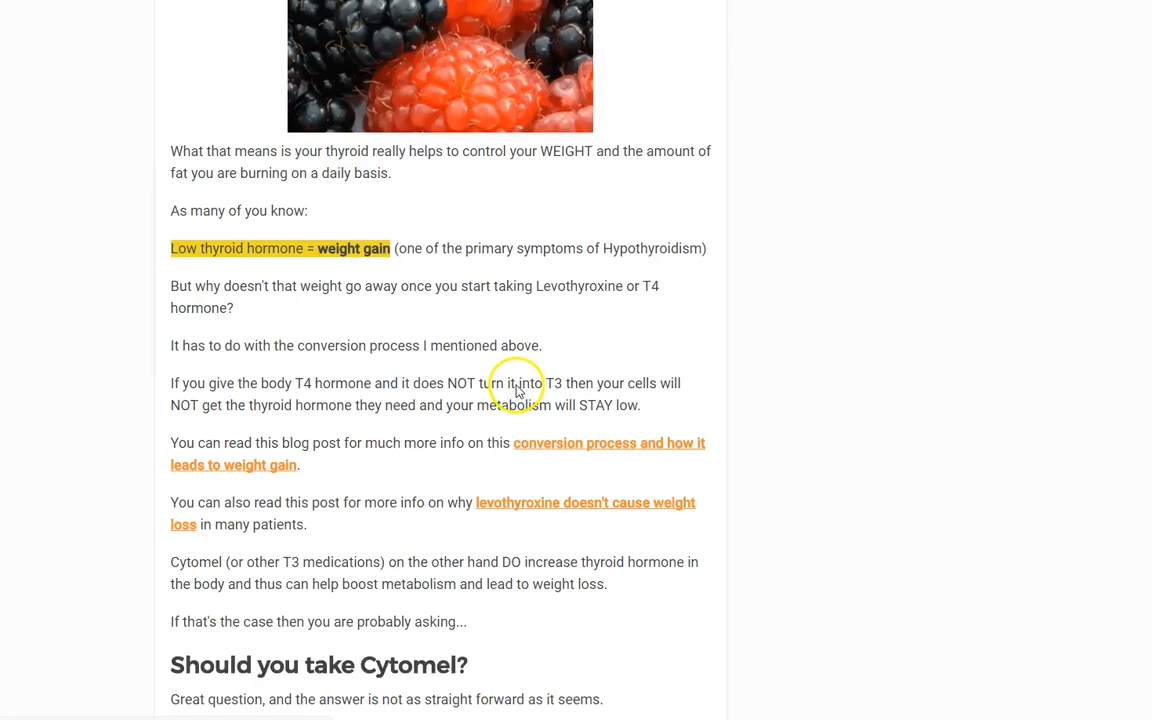 What that means is your thyroid really helps to control your WEIGHT and the amount of
fat you are burning on a daily basis.
As many of you know:
Low thyroid hormone = weight gain (one of the primary symptoms of Hypothyroidism)
But why doesn't that weight go away once you start taking Levothyroxine or T4
hormone?
It has to do with the conversion process I mentioned above.
If you give the body T4 hormone and it does NOT turn it into T3 then your cells will
NOT get the thyroid hormone they need and your metabolism will STAY low.
You can read this blog post for much more info on this conversion process and how it
leads to weight gain.
You can also read this post for more info on why levothyroxine doesn't cause weight
loss in many patients.
Cytomel (or other T3 medications) on the other hand DO increase thyroid hormone in
the body and thus can help boost metabolism and lead to weight loss.
If that's the case then you are probably asking...
Should you take Cytomel?
Great question, and the answer is not as straight forward as it seems.